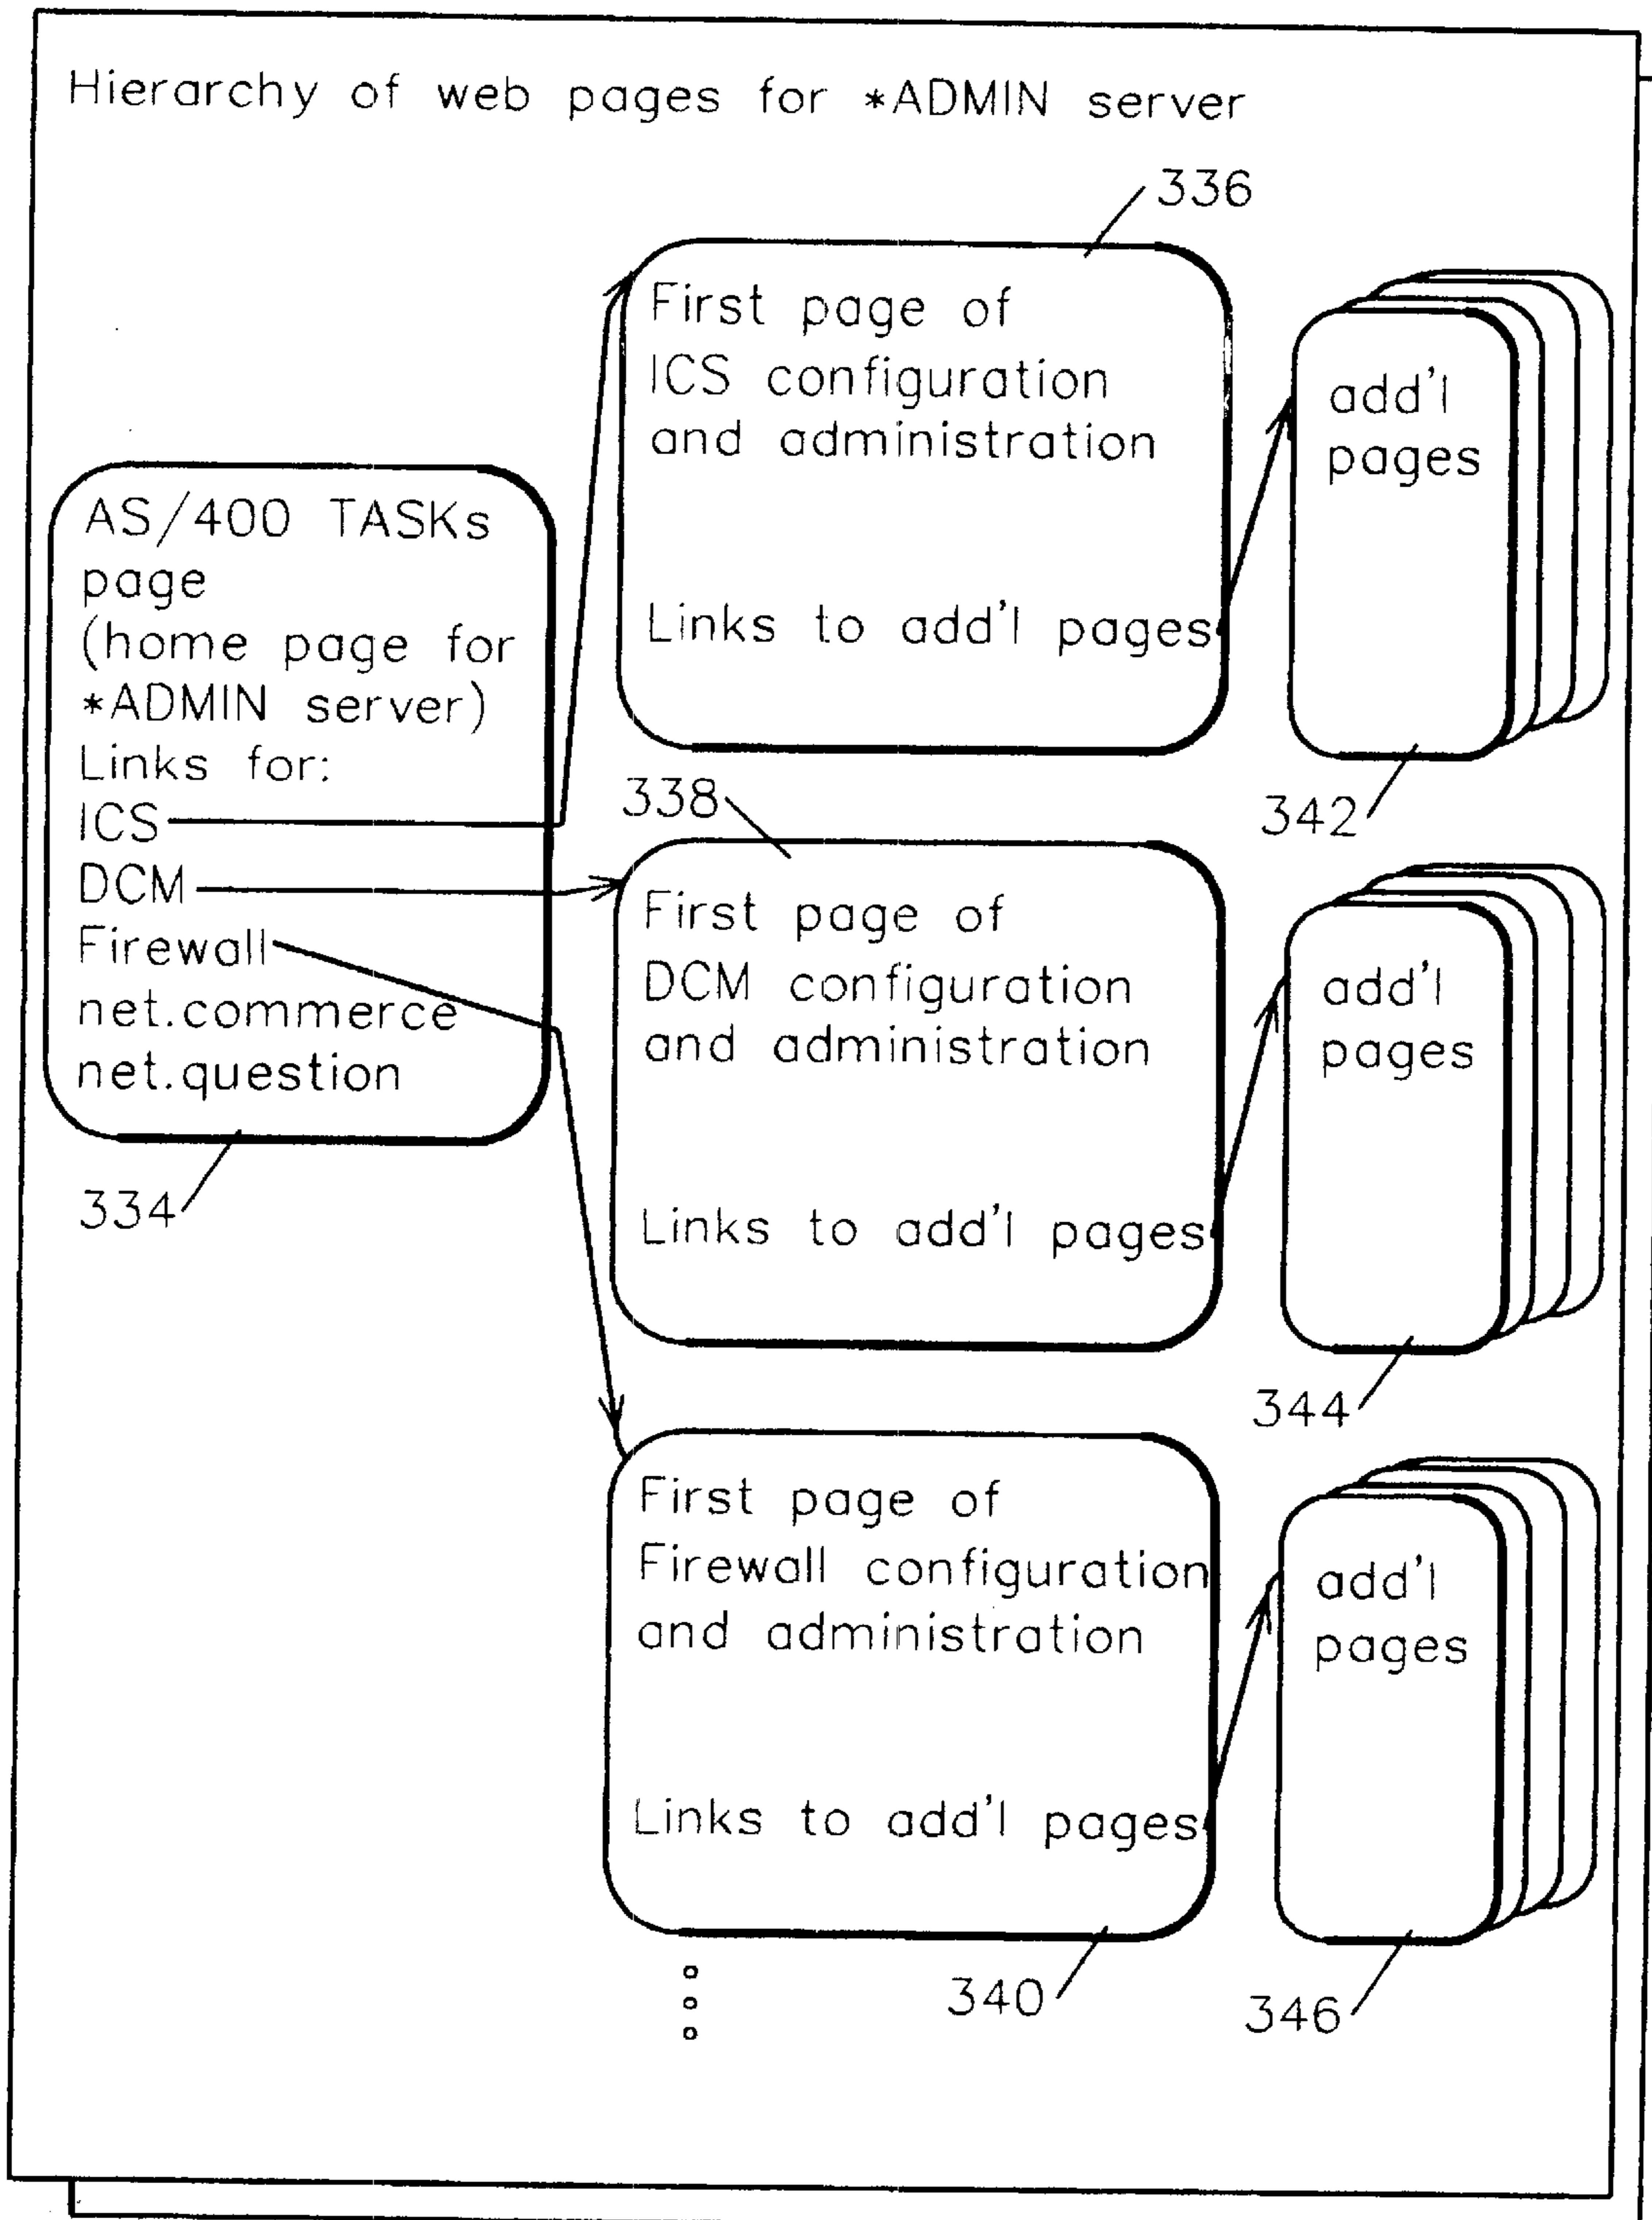 Hierarchy of web pages for *ADMIN server
336
First page of
ICS configuration
and administration
Links to add'l pages
add'l
pages
342
AS/400 TASKs
page
(home page for
*ADMIN server)
Links for:
ICS
DCM
Firewall
net.commerce
net.question
334
338
First page of
DCM configuration
and administration
Links to add'l pages
add'l
pages
344
First page of
Firewall configuration
and administration
Links to add'l pages
340
add'l
pages
346